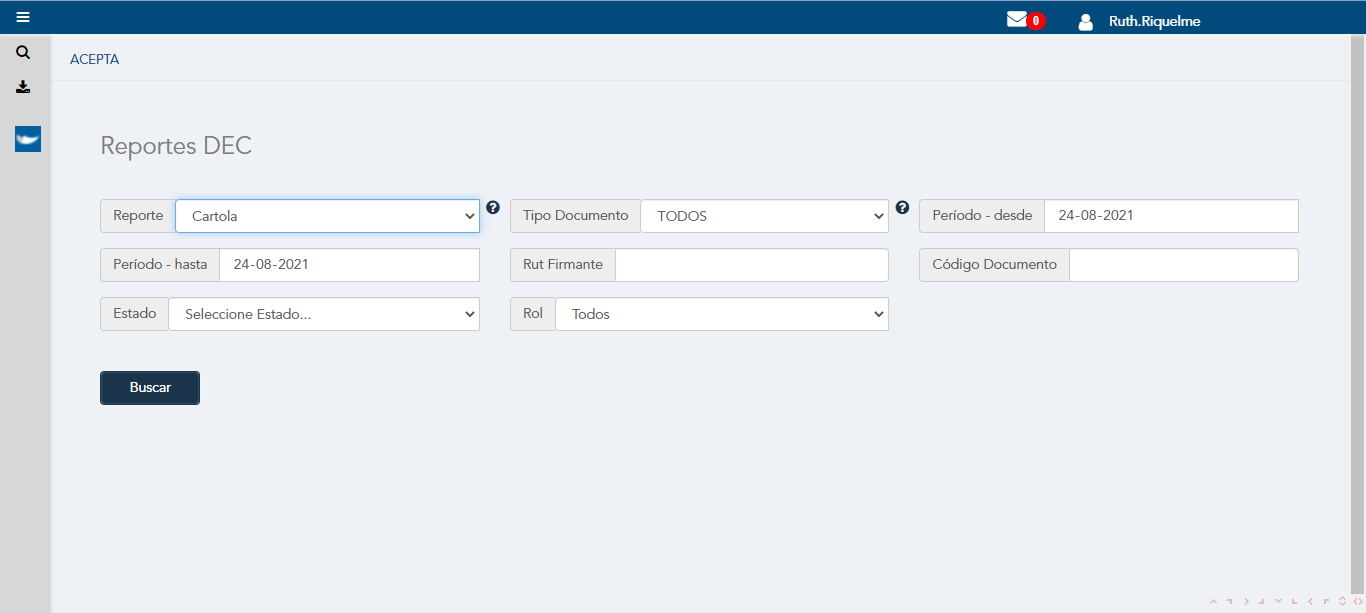 0 Ruth.Riquelme
ACEPTA
Reportes DEC
Reporte Cartola Tipo Documento TODOS Período - desde 24-08-2021
Período - hasta 24-08-2021 Rut Firmante Código Documento
Estado Seleccione Estado... Rol Todos
Buscar